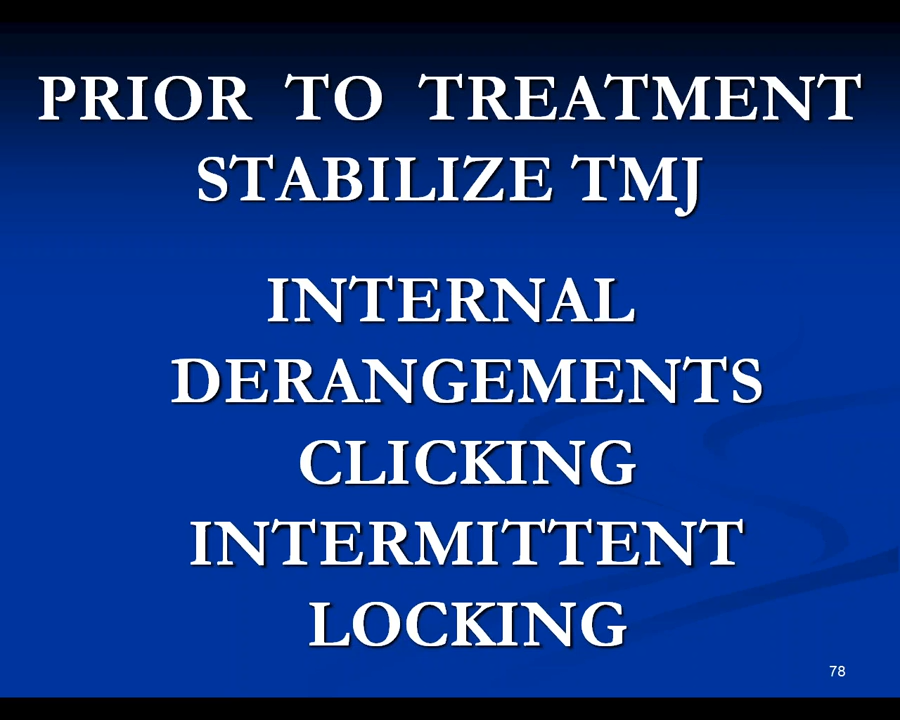 PRIOR TO TREATMENT
STABILIZE TMJ
INTERNAL
DERANGEMENTS
CLICKING
INTERMITTENT
LOCKING
78